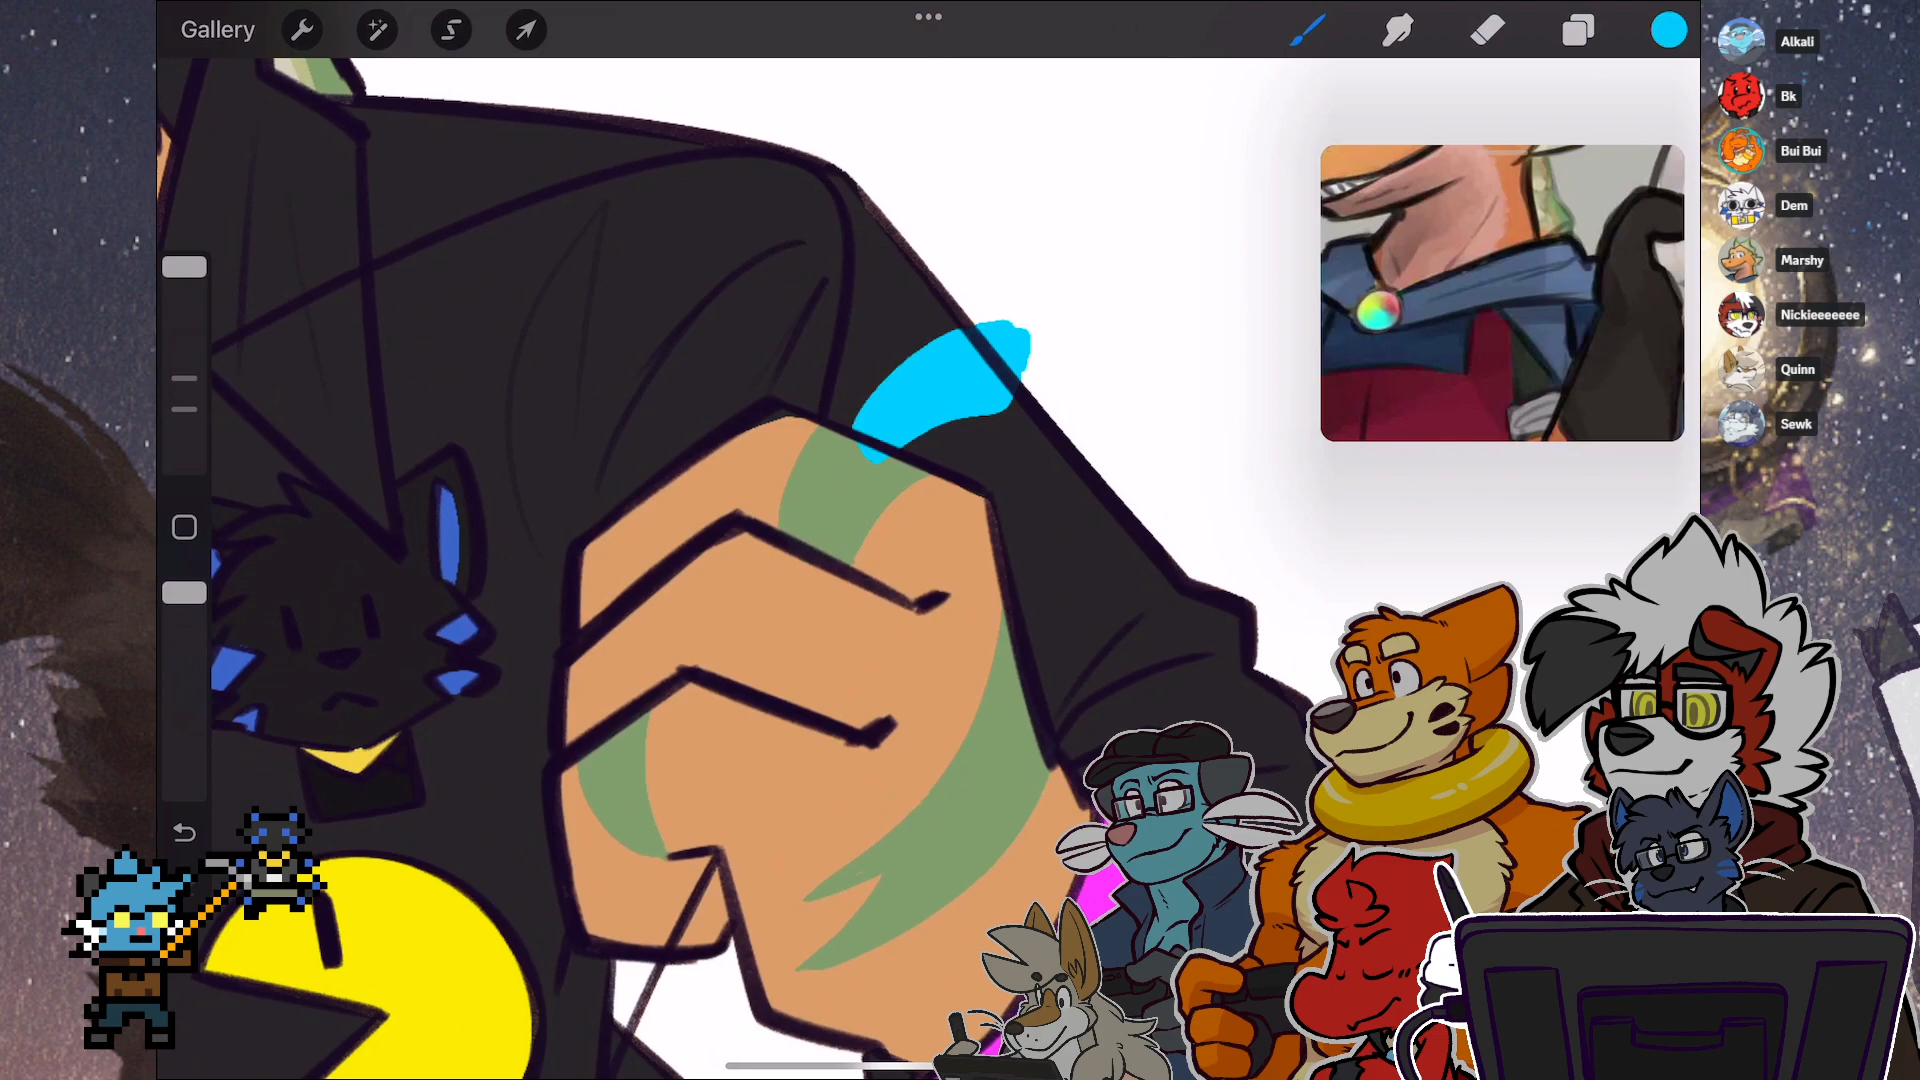 Gallery
Alkali
Bk
Bui Bui
Dem
Marshy
Nickieeeeeee
Quinn
Sewk